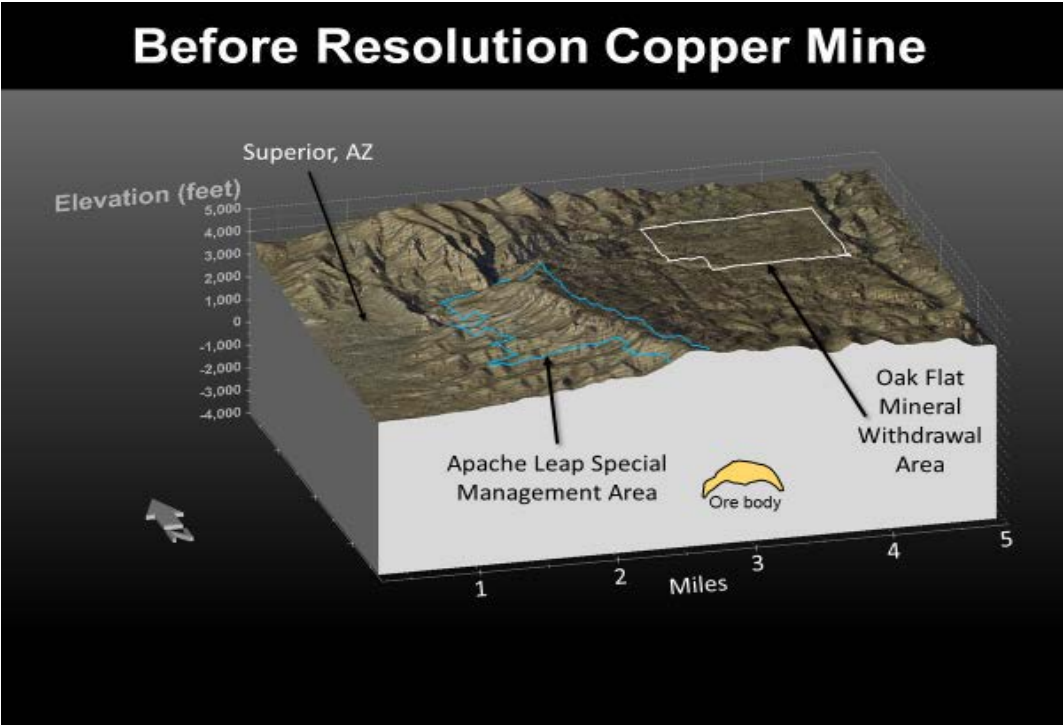 Before Resolution Copper Mine
Superior, AZ
Elevation (feet)
5,000
4,000
3,000
2,000
1,000
0
-1,000
-2,000
-3,000
-4,000
Oak Flat
Mineral
Withdrawal
Area
Apache Leap Special
Management Area
Ore body
N
1
2
3
4
5
Miles